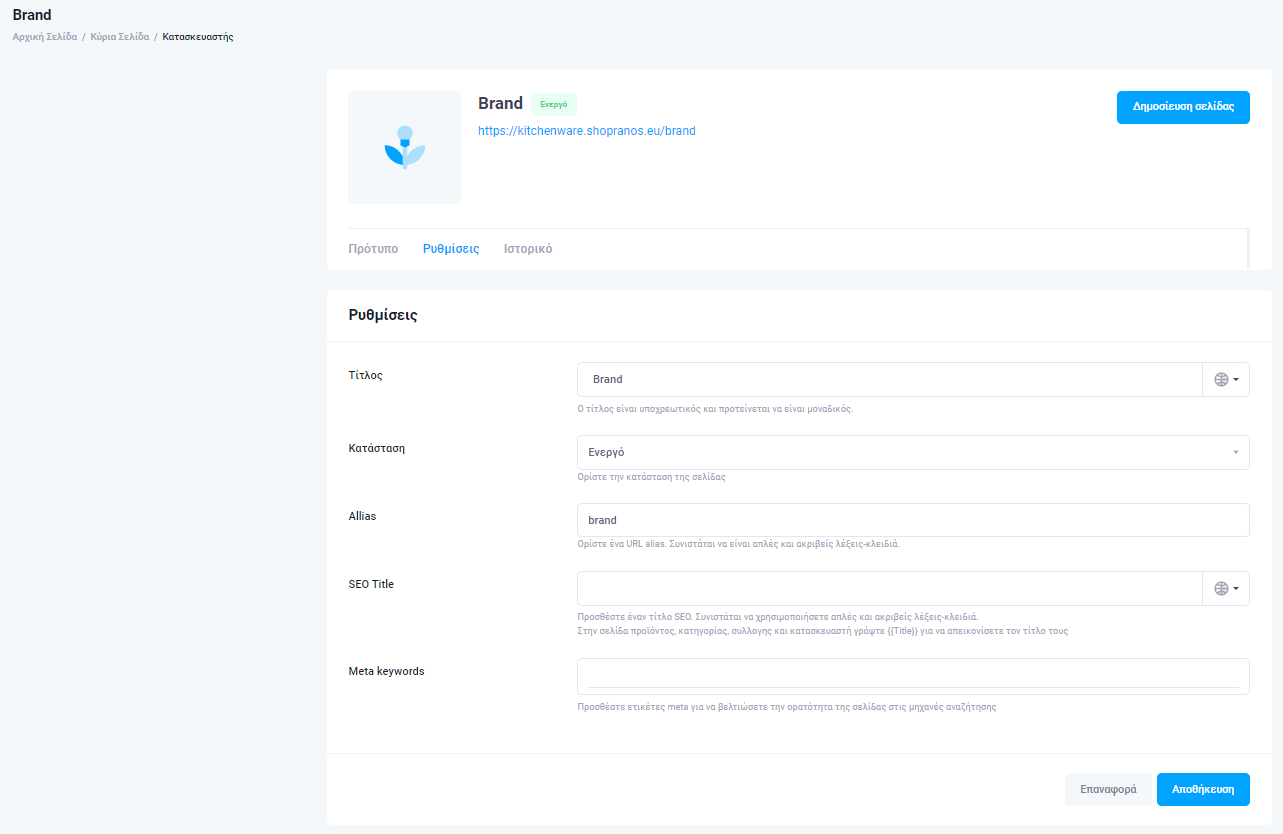 Brand
Αρχική Σελίδα / Κύρια Σελίδα / Κατασκευαστής
Brand Ενεργό
Δημοσίευση σελίδας
https://kitchenware.shopranos.eu/brand
Πρότυπο Ρυθμίσεις Ιστορικό
Ρυθμίσεις
Τίτλος
Brand
Ο τίτλος είναι υποχρεωτικός και προτείνεται να είναι μοναδικός.
Κατάσταση
Ενεργό
Ορίστε την κατάσταση της σελίδας
Allias
brand
Ορίστε ένα URL alias. Συνιστάται να είναι απλές και ακριβείς λέξεις-κλειδιά.
SEO Title
Προσθέστε έναν τίτλο SEO. Συνιστάται να χρησιμοποιήσετε απλές και ακριβείς λέξεις-κλειδιά.
Στην σελίδα προϊόντος, κατηγορίας, συλλογης και κατασκευαστή γράψτε {{Title}} για να απεικονίσετε τον τίτλο τους
Meta keywords
Προσθέστε ετικέτες meta για να βελτιώσετε την ορατότητα της σελίδας στις μηχανές αναζήτησης
Επαναφορά Αποθήκευση